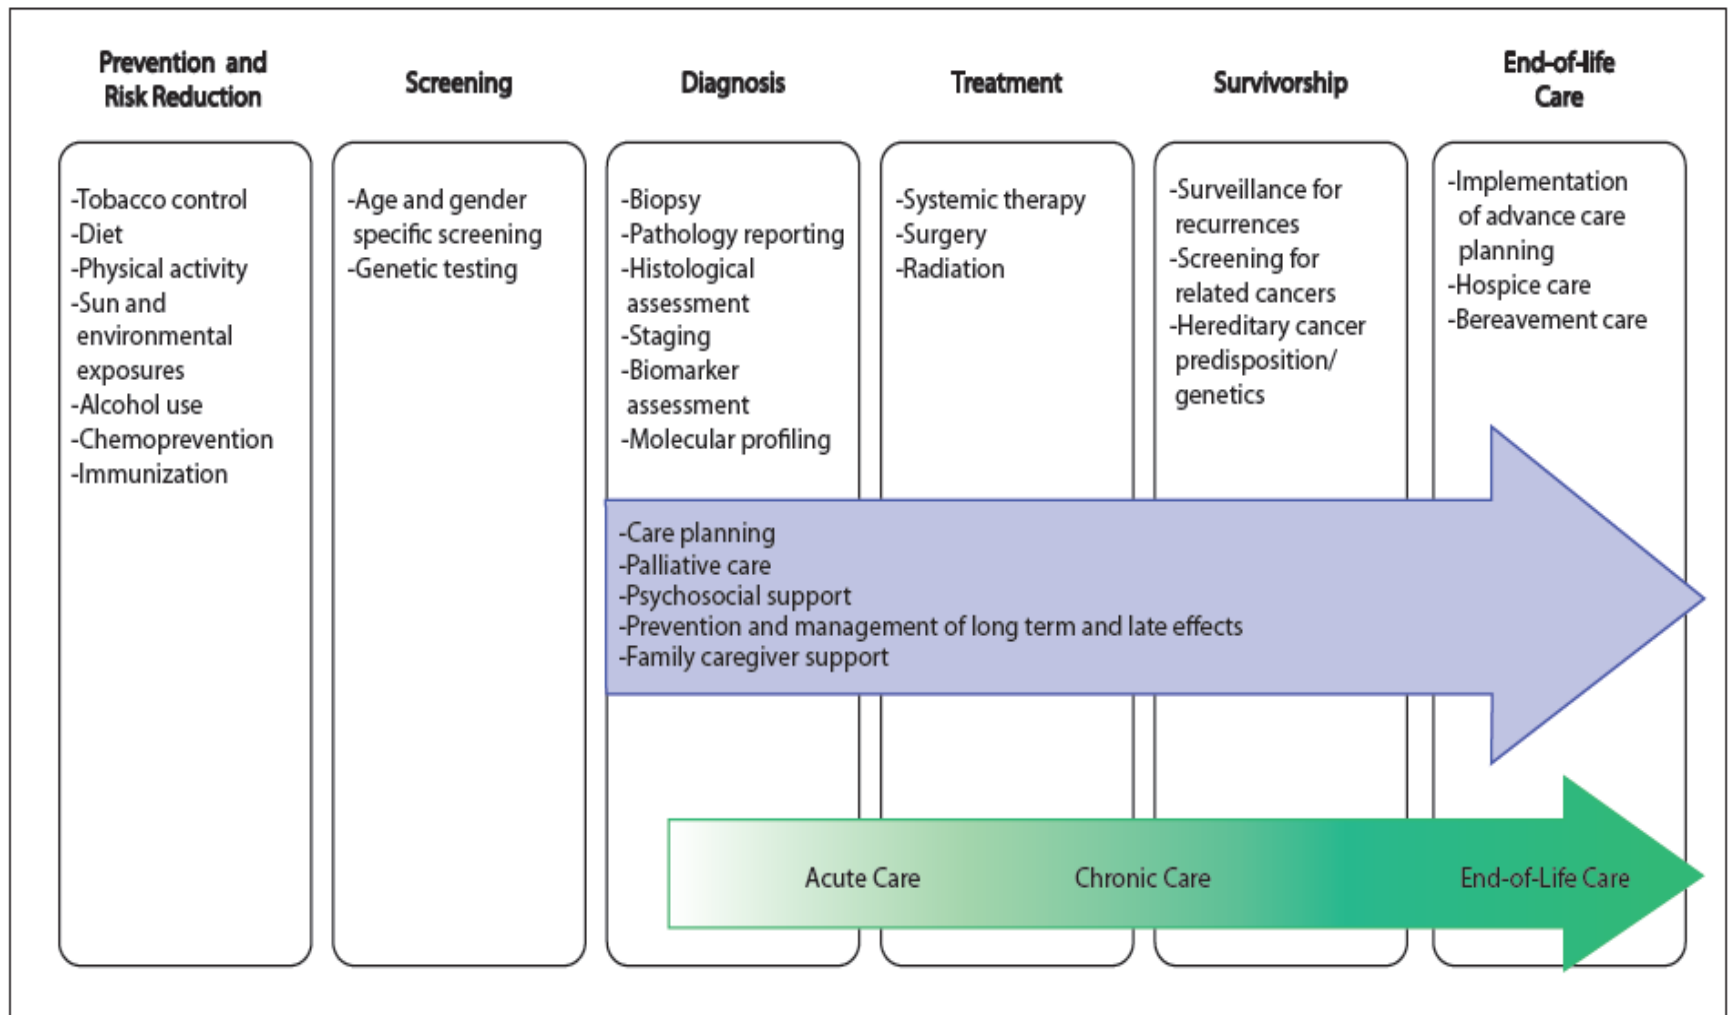 Prevention and
Risk Reduction
Screening
Diagnosis
Treatment
Survivorship
End-of-life
Care
-Tobacco control
-Diet
-Physical activity
-Sun and
environmental
exposures
-Alcohol use
-Chemoprevention
-Immunization
-Age and gender
specific screening
-Genetic testing
-Biopsy
-Pathology reporting
-Histological
assessment
-Staging
-Biomarker
assessment
-Molecular profiling
-Systemic therapy
-Surgery
-Radiation
-Surveillance for
recurrences
-Screening for
related cancers
-Hereditary cancer
predisposition/
genetics
-Implementation
of advance care
planning
-Hospice care
-Bereavement care
-Care planning
-Palliative care
-Psychosocial support
-Prevention and management of long term and late effects
-Family caregiver support
Acute Care
Chronic Care
End-of-Life Care